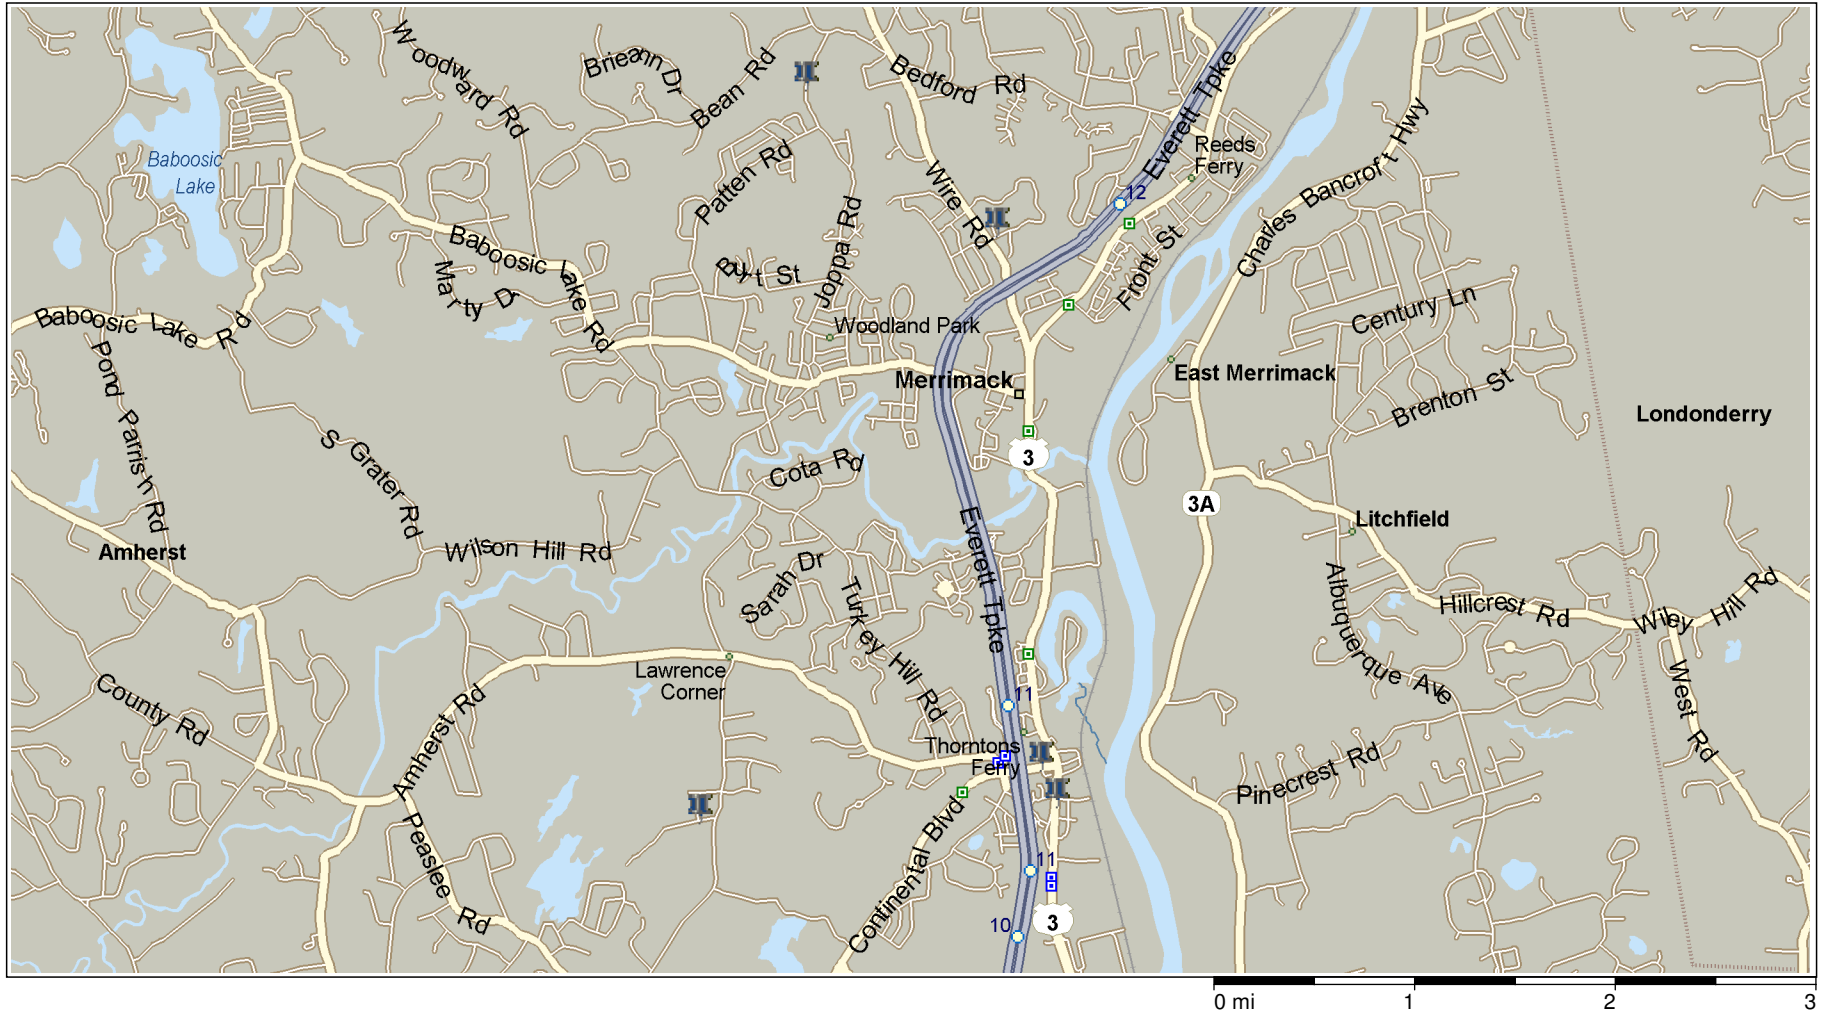 Woodward Rd
Brieann Dr
Bean Rd
Bedford Rd
Everett Tpke
Reeds
Ferry
Charles Bancroft Hwy
Baboosic
Lake
Patten Rd
Wire Rd
12
Joppa Rd
Front St
Baboosic Lake Rd
Marty Dr
Burt St
Baboosic Lake Rd
Woodland Park
Century Ln
Pond Parrish Rd
Merrimack
East Merrimack
Brenton St
Londonderry
S Grater Rd
Cota Rd
3
3A
Litchfield
Amherst
Wilson Hill Rd
Everett Tpke
Sarah Dr
Turkey Hill Rd
Albuquerque Ave
Hillcrest Rd
Wiley Hill Rd
Lawrence
Corner
County Rd
Amherst Rd
11
West Rd
Thorntons
Ferry
Pinecrest Rd
Peaslee Rd
Continental Blvd
11
10
3
0 mi
1
2
3